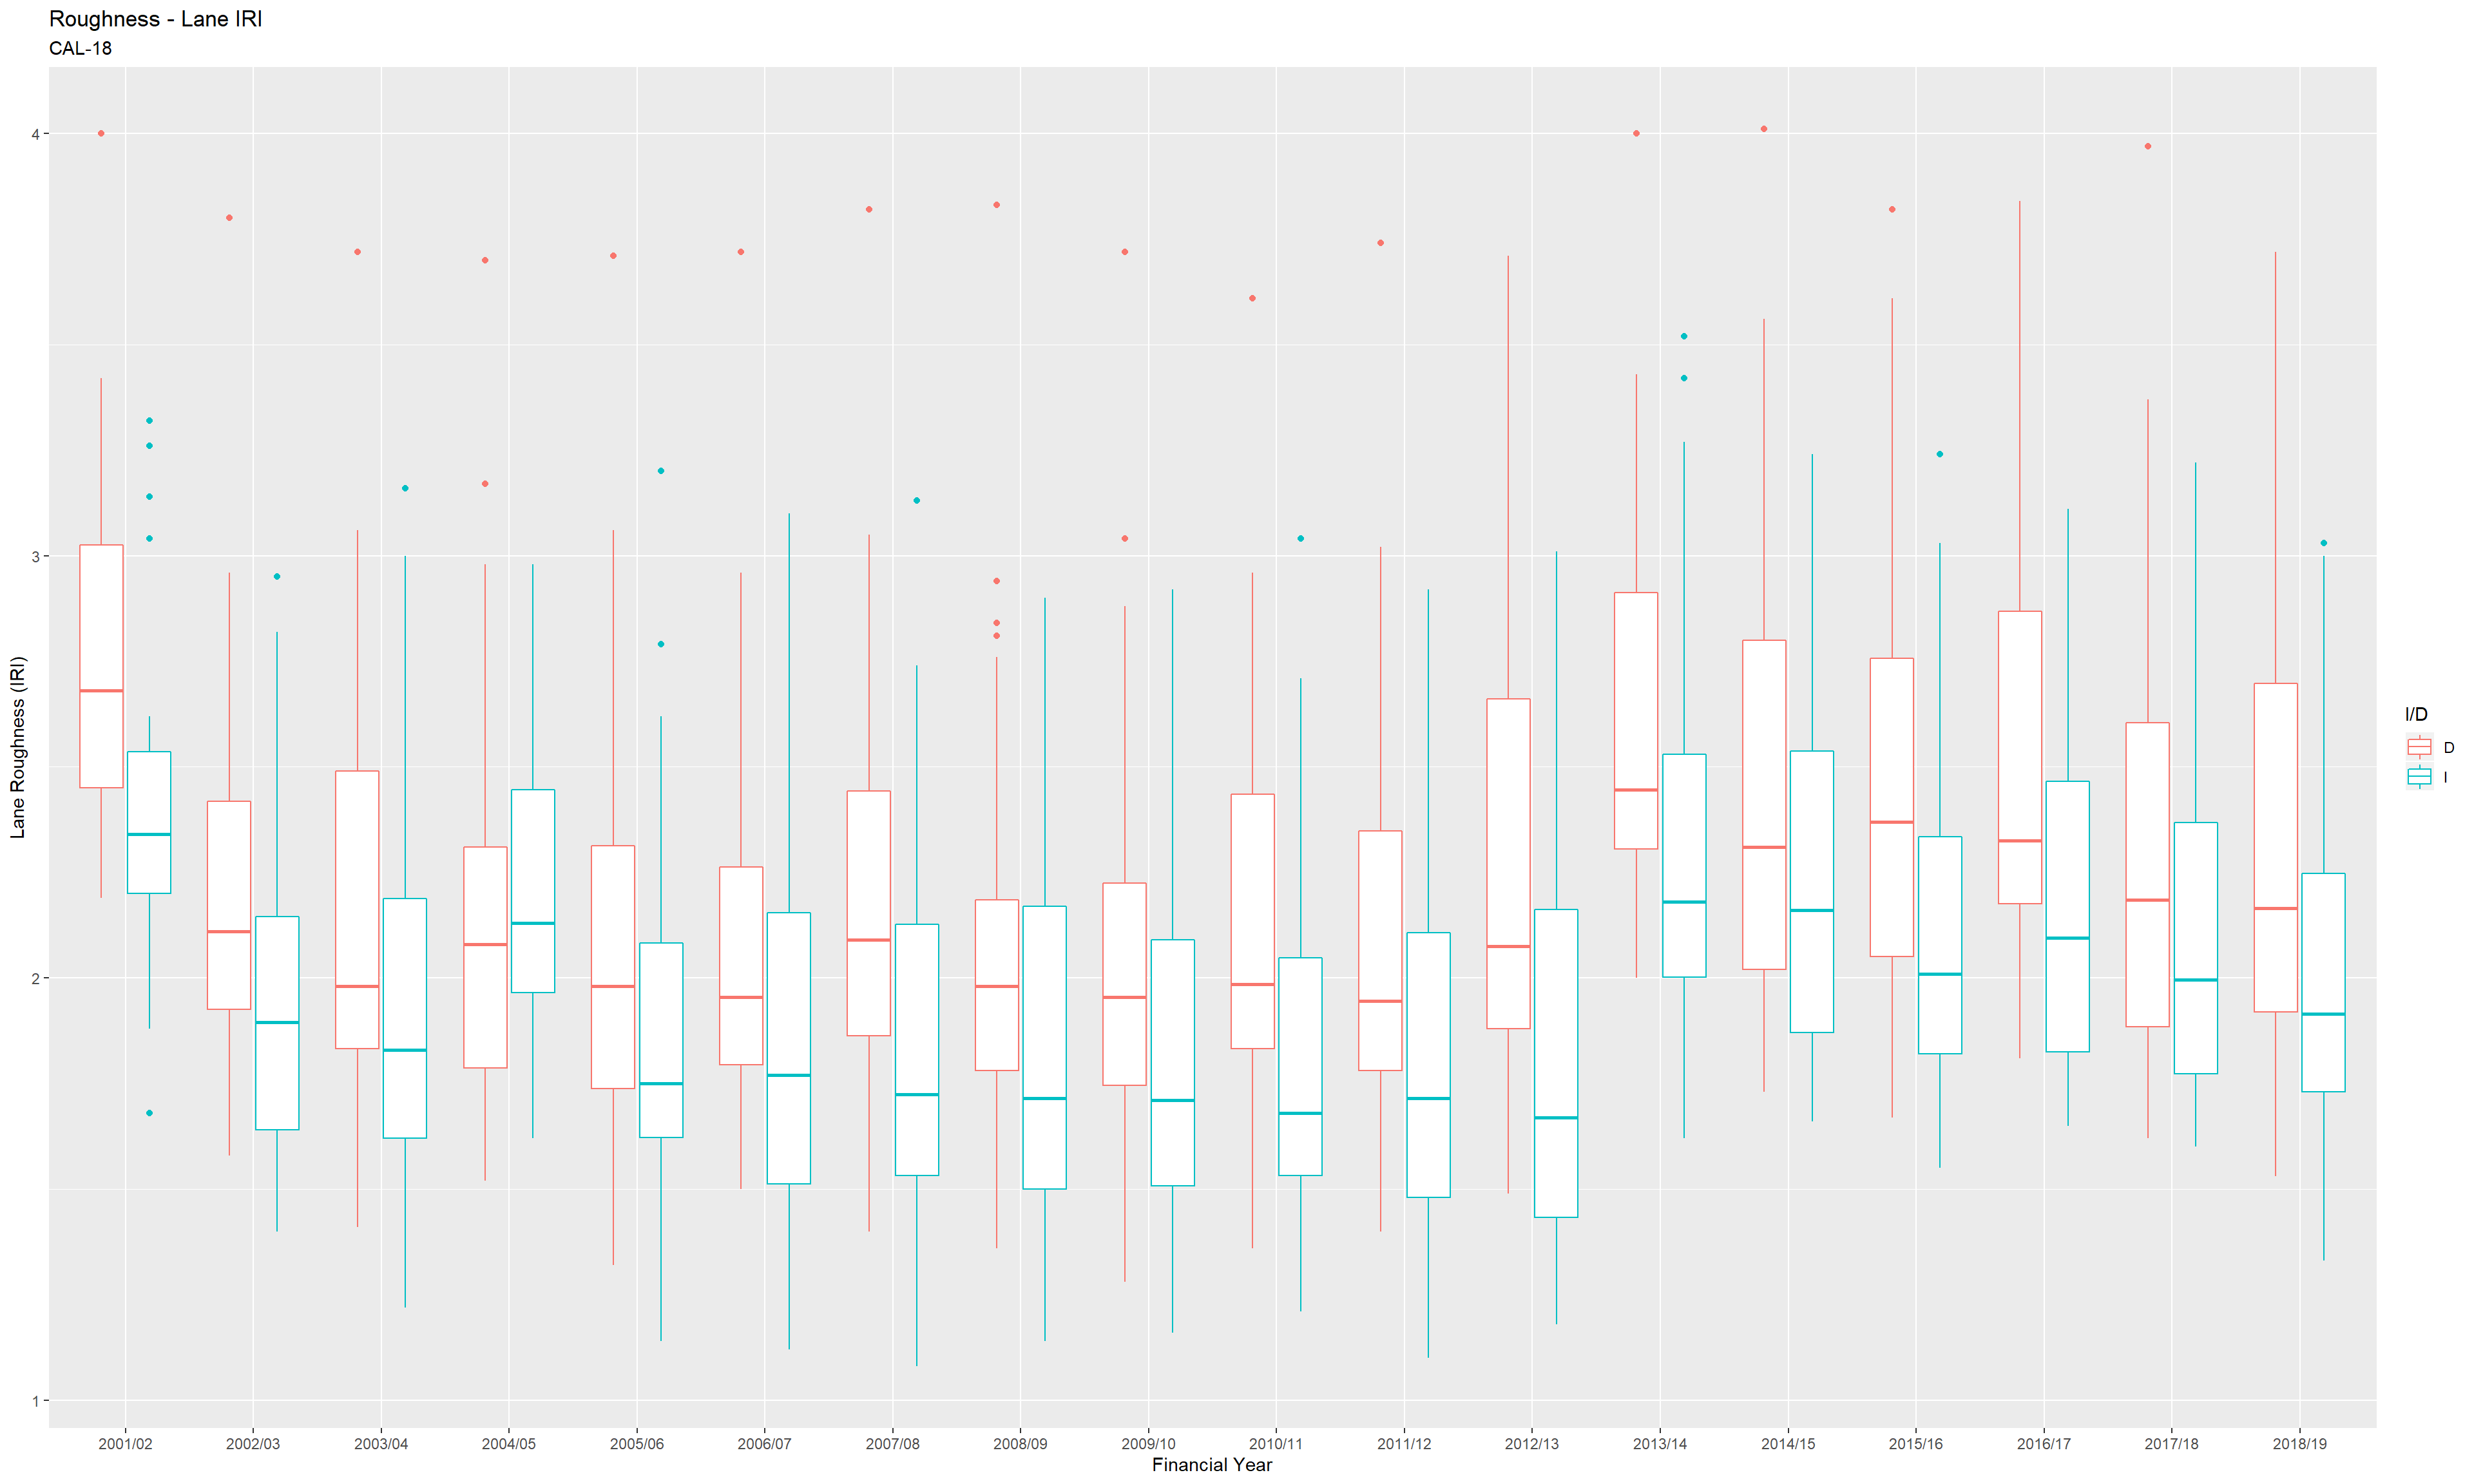 Roughness - Lane IRI
CAL-18
Lane Roughness (IRI)
4
3
2
1
2001/02 2002/03 2003/04 2004/05 2005/06 2006/07 2007/08 2008/09 2009/10 2010/11 2011/12 2012/13 2013/14 2014/15 2015/16 2016/17 2017/18 2018/19
Financial Year
I/D
D
I